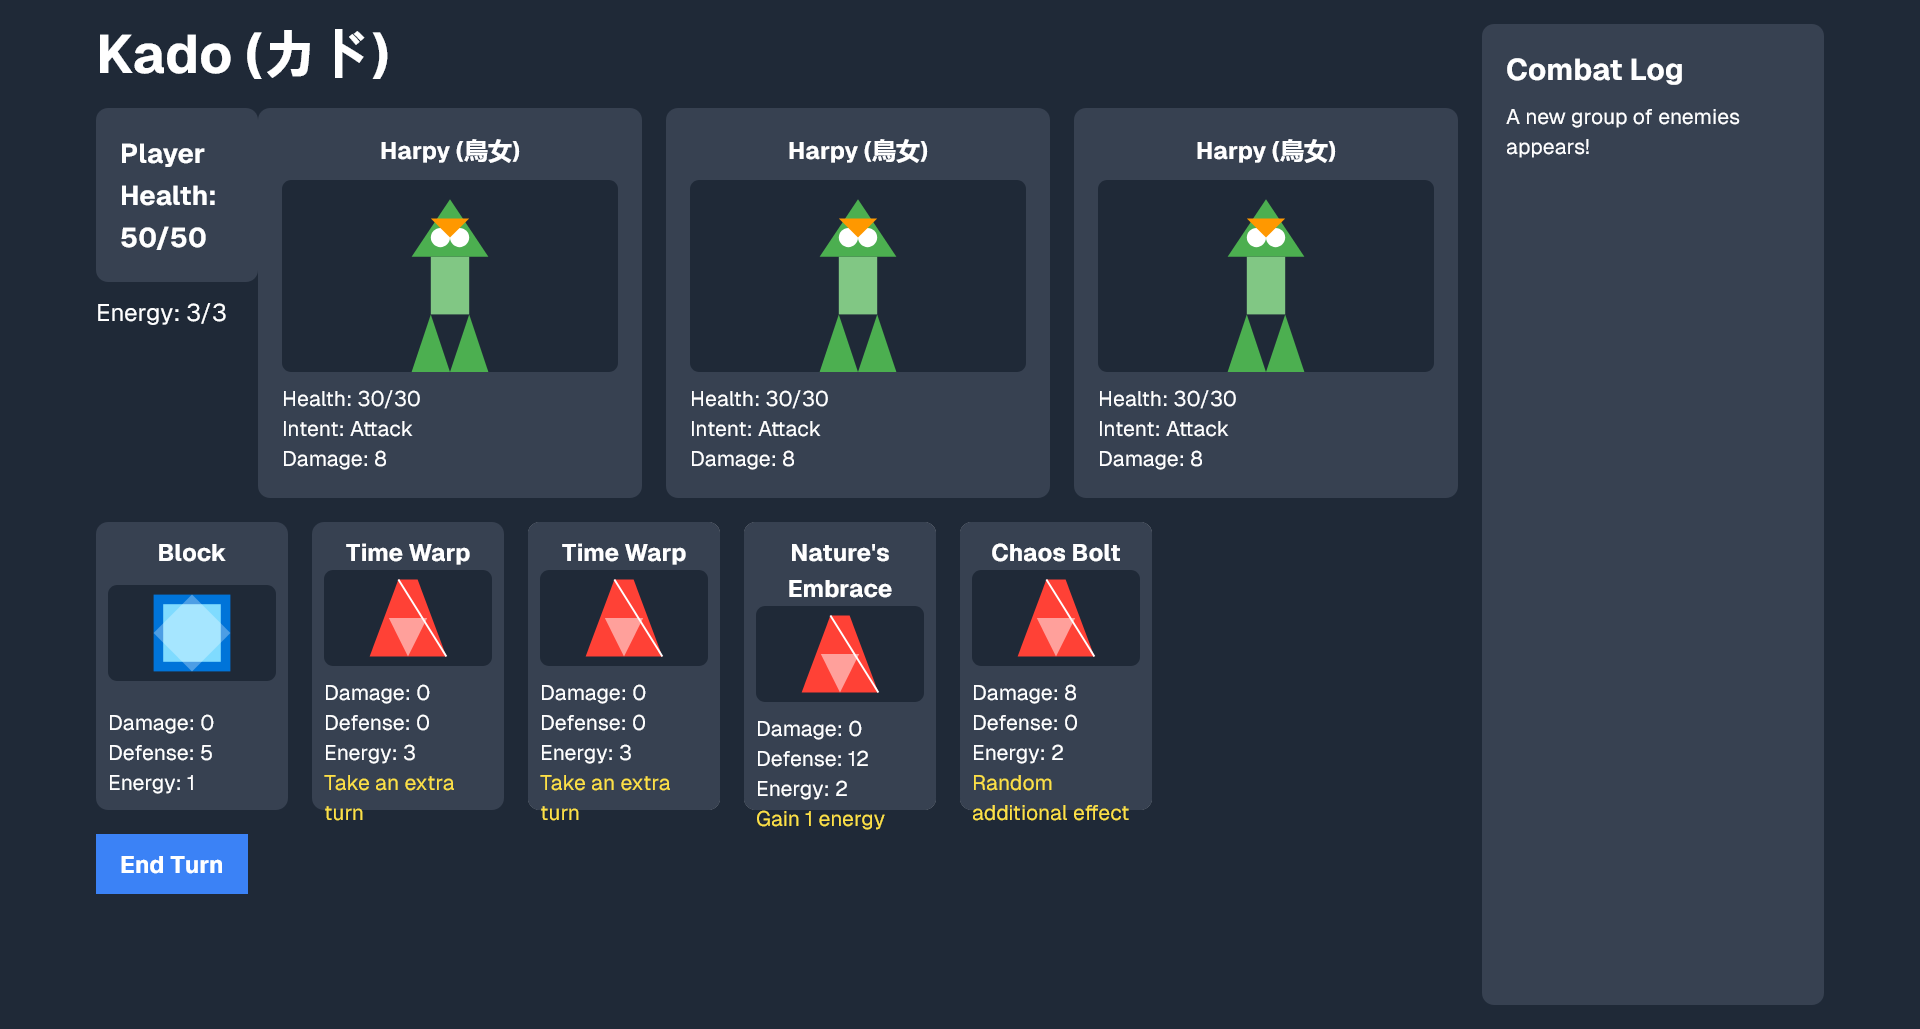 Kado (カド)
Player
Health:
50/50
Energy: 3/3
Harpy (鳥女)
Health: 30/30
Intent: Attack
Damage: 8
Harpy (鳥女)
Health: 30/30
Intent: Attack
Damage: 8
Harpy (鳥女)
Health: 30/30
Intent: Attack
Damage: 8
Block
Damage: 0
Defense: 5
Energy: 1
Time Warp
Damage: 0
Defense: 0
Energy: 3
Take an extra
turn
Time Warp
Damage: 0
Defense: 0
Energy: 3
Take an extra
turn
Nature's
Embrace
Damage: 0
Defense: 12
Energy: 2
Gain 1 energy
Chaos Bolt
Damage: 8
Defense: 0
Energy: 2
Random
additional effect
End Turn
Combat Log
A new group of enemies
appears!